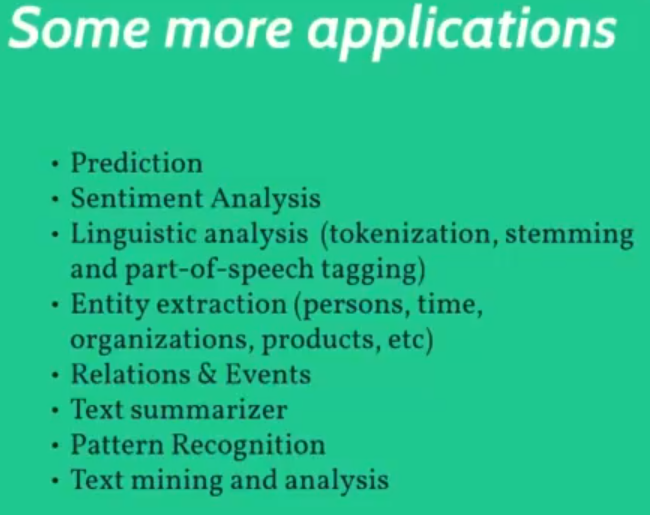 Some more applications
• Prediction
• Sentiment Analysis
• Linguistic analysis (tokenization, stemming
and part-of-speech tagging)
• Entity extraction (persons, time,
organizations, products, etc)
• Relations & Events
• Text summarizer
• Pattern Recognition
• Text mining and analysis